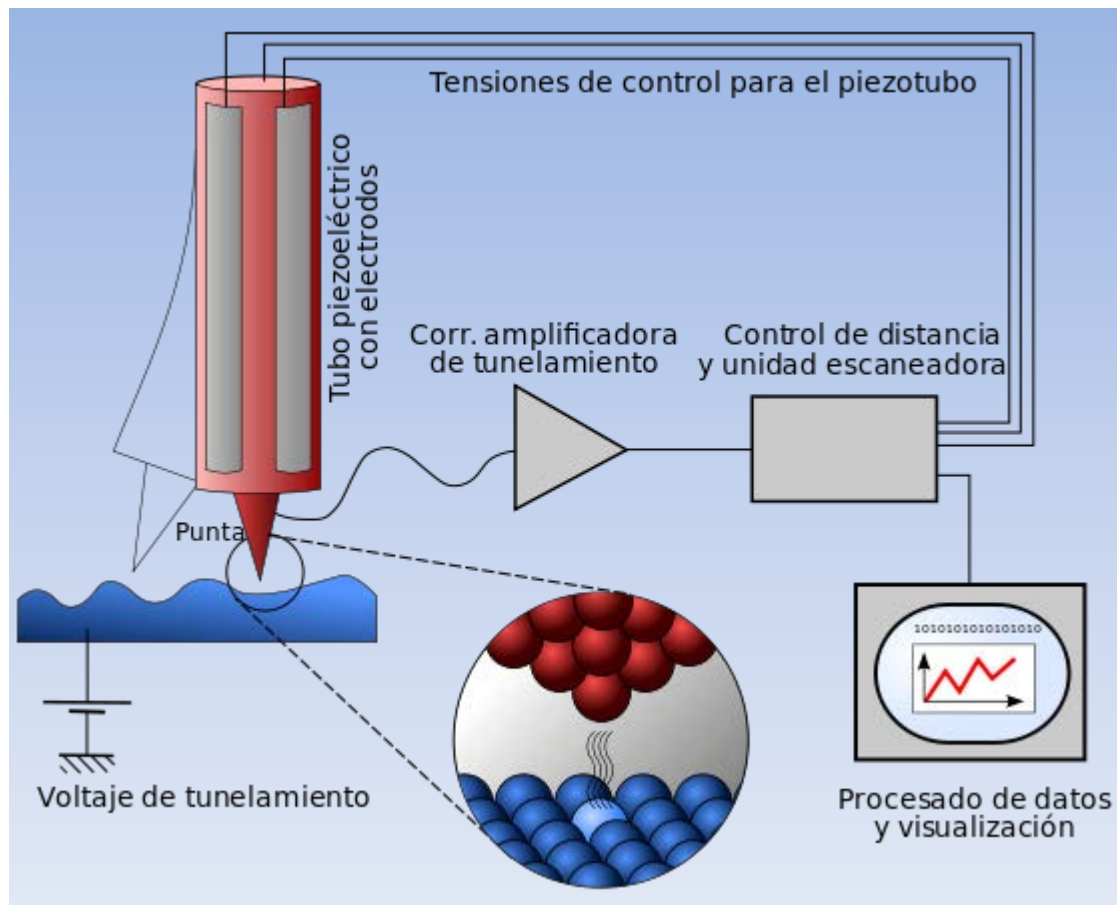 Tensiones de control para el piezotubo
Tubo piezoeléctrico
con electrodos
Corr. amplificadora
de tunelamiento
Control de distancia
y unidad escaneadora
Punta
1010101010101010
Voltaje de tunelamiento
Procesado de datos
y visualización